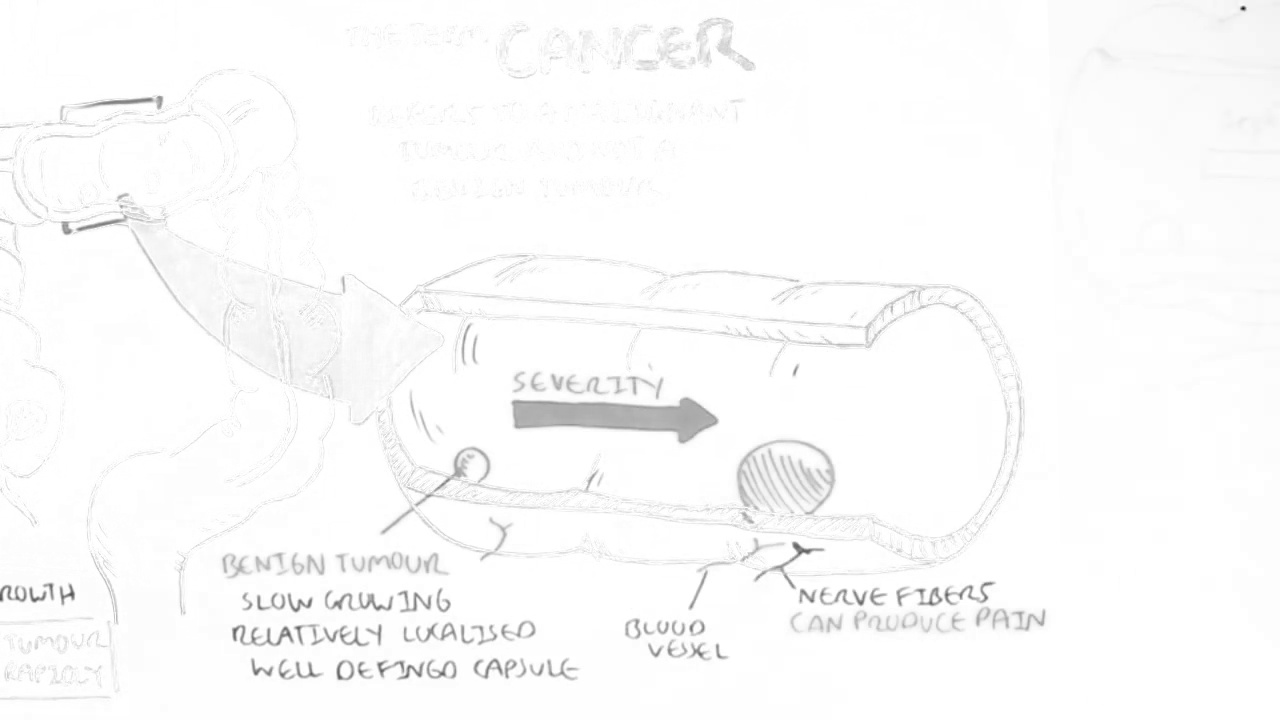 THE TERM CANCER
REFERS TO A MALIGNANT
TUMOUR AND NOT A
BENIGN TUMOUR
SEVERITY
BENIGN TUMOUR
SLOW GROWING
RELATIVELY LOCALISED
WELL DEFINGD CAPSULE
BLOOD
VESSEL
NERVE FIBERS
CAN PRODUCE PAIN
ROWTH
TUMOUR
RAPIDLY